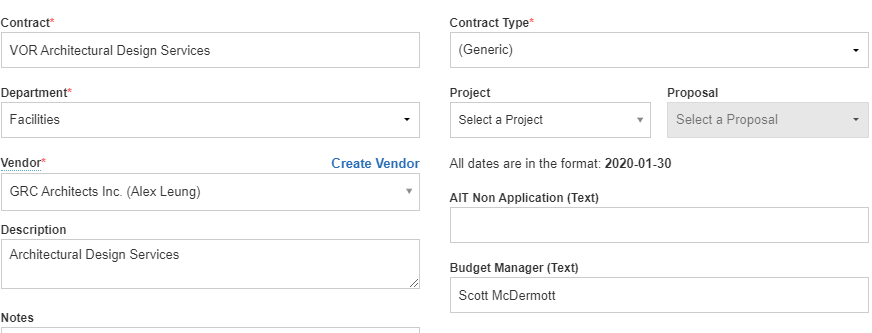 Contract*
VOR Architectural Design Services
Contract Type*
(Generic)
Department*
Facilities
Project
Select a Project
Proposal
Select a Proposal
Vendor*
Create Vendor
GRC Architects Inc. (Alex Leung)
All dates are in the format: 2020-01-30
AIT Non Application (Text)
Description
Architectural Design Services
Budget Manager (Text)
Scott McDermott
Notes